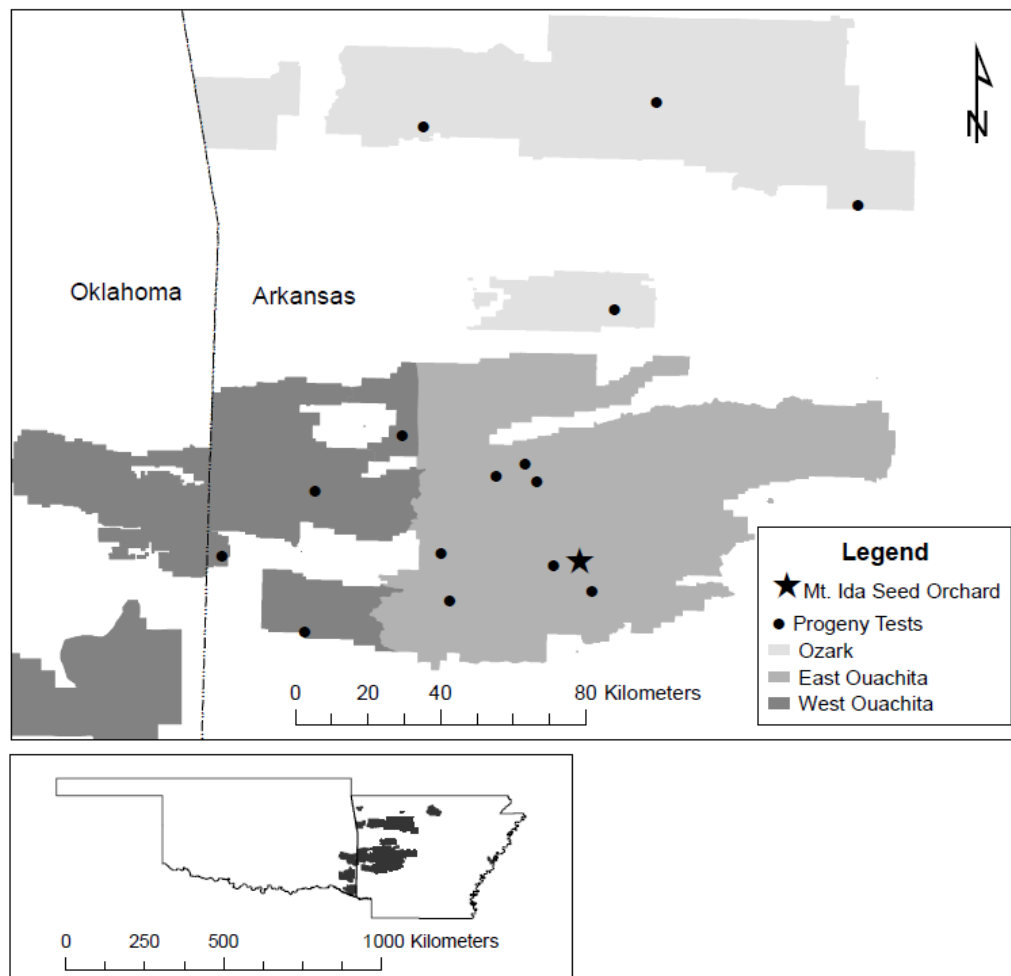 N
Oklahoma
Arkansas
Legend
Mt. Ida Seed Orchard
Progeny Tests
Ozark
East Ouachita
West Ouachita
0 20 40 80 Kilometers
0 250 500 1000 Kilometers